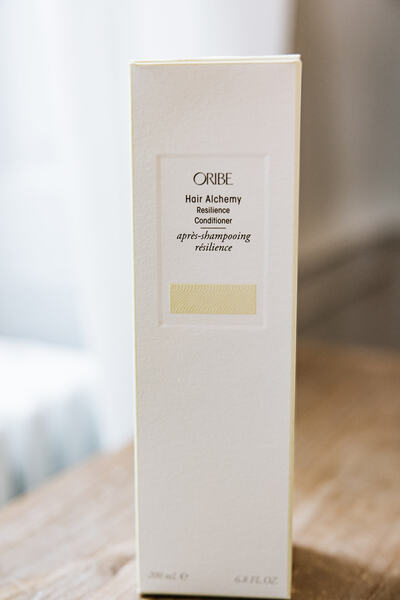 ORIBE
Hair Alchemy
Resilience
Conditioner
après-shampooing
résilience
200 mL ℮ 6.8 FL.OZ.